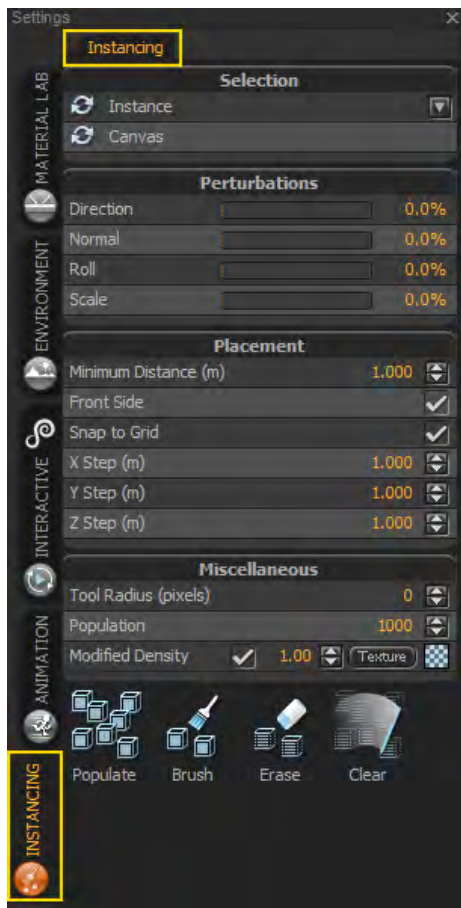 Settings
Instancing
Selection
Instance
Canvas
Perturbations
Direction 0.0%
Normal 0.0%
Roll 0.0%
Scale 0.0%
Placement
Minimum Distance (m) 1.000
Front Side
Snap to Grid
X Step (m) 1.000
Y Step (m) 1.000
Z Step (m) 1.000
Miscellaneous
Tool Radius (pixels) 0
Population 1000
Modified Density 1.00 Texture
Populate Brush Erase Clear
MATERIAL LAB
ENVIRONMENT
INTERACTIVE
ANIMATION
INSTANCING